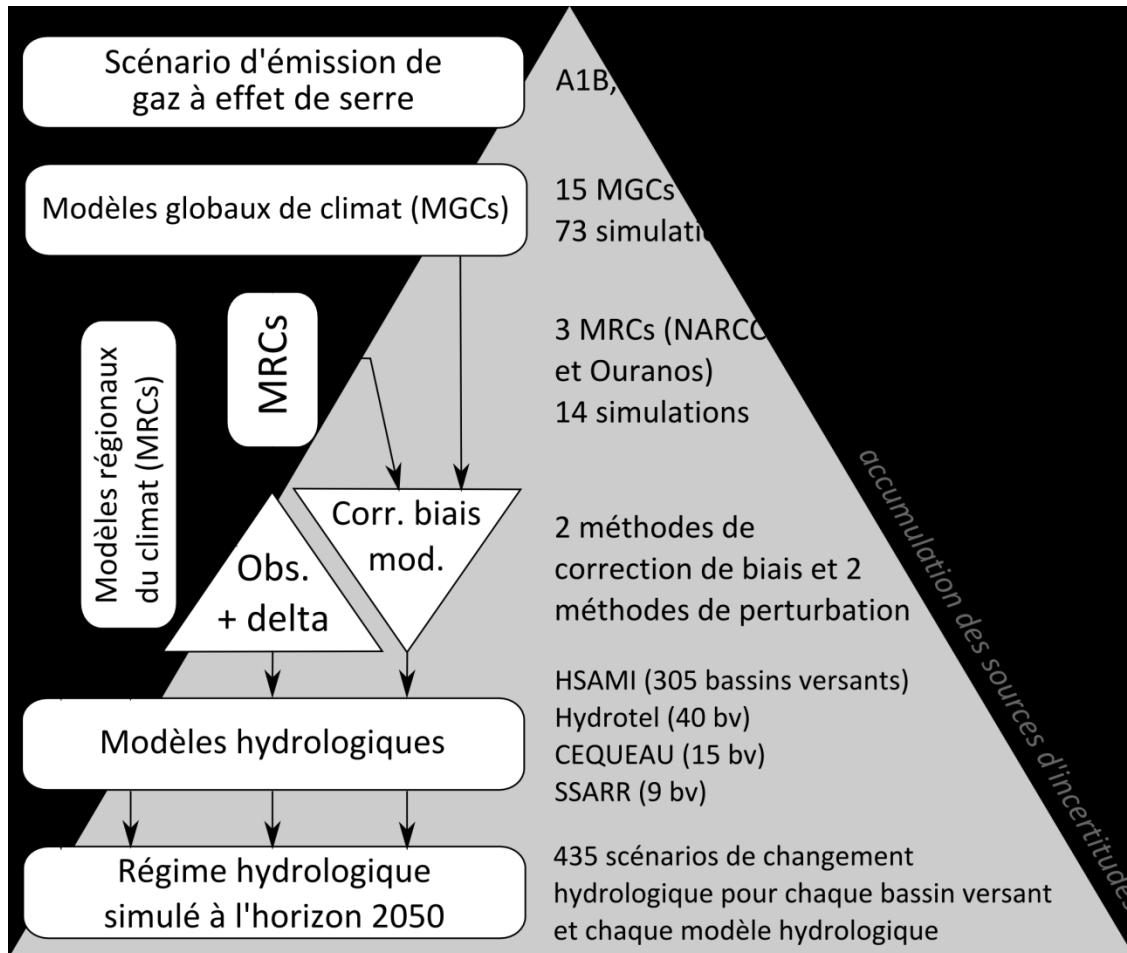 Scénario d'émission de
gaz à effet de serre
A1B,
Modèles globaux de climat (MGCs)
15 MGCs
73 simulati
Modèles régionaux
du climat (MRCs)
MRCs
3 MRCs (NARCC
et Ouranos)
14 simulations
Obs.
+ delta
Corr. biais
mod.
2 méthodes de
correction de biais et 2
méthodes de perturbation
Modèles hydrologiques
HSAMI (305 bassins versants)
Hydrotel (40 bv)
CEQUEAU (15 bv)
SSARR (9 bv)
Régime hydrologique
simulé à l'horizon 2050
435 scénarios de changement
hydrologique pour chaque bassin versant
et chaque modèle hydrologique
accumulation des sources d'incertitudes